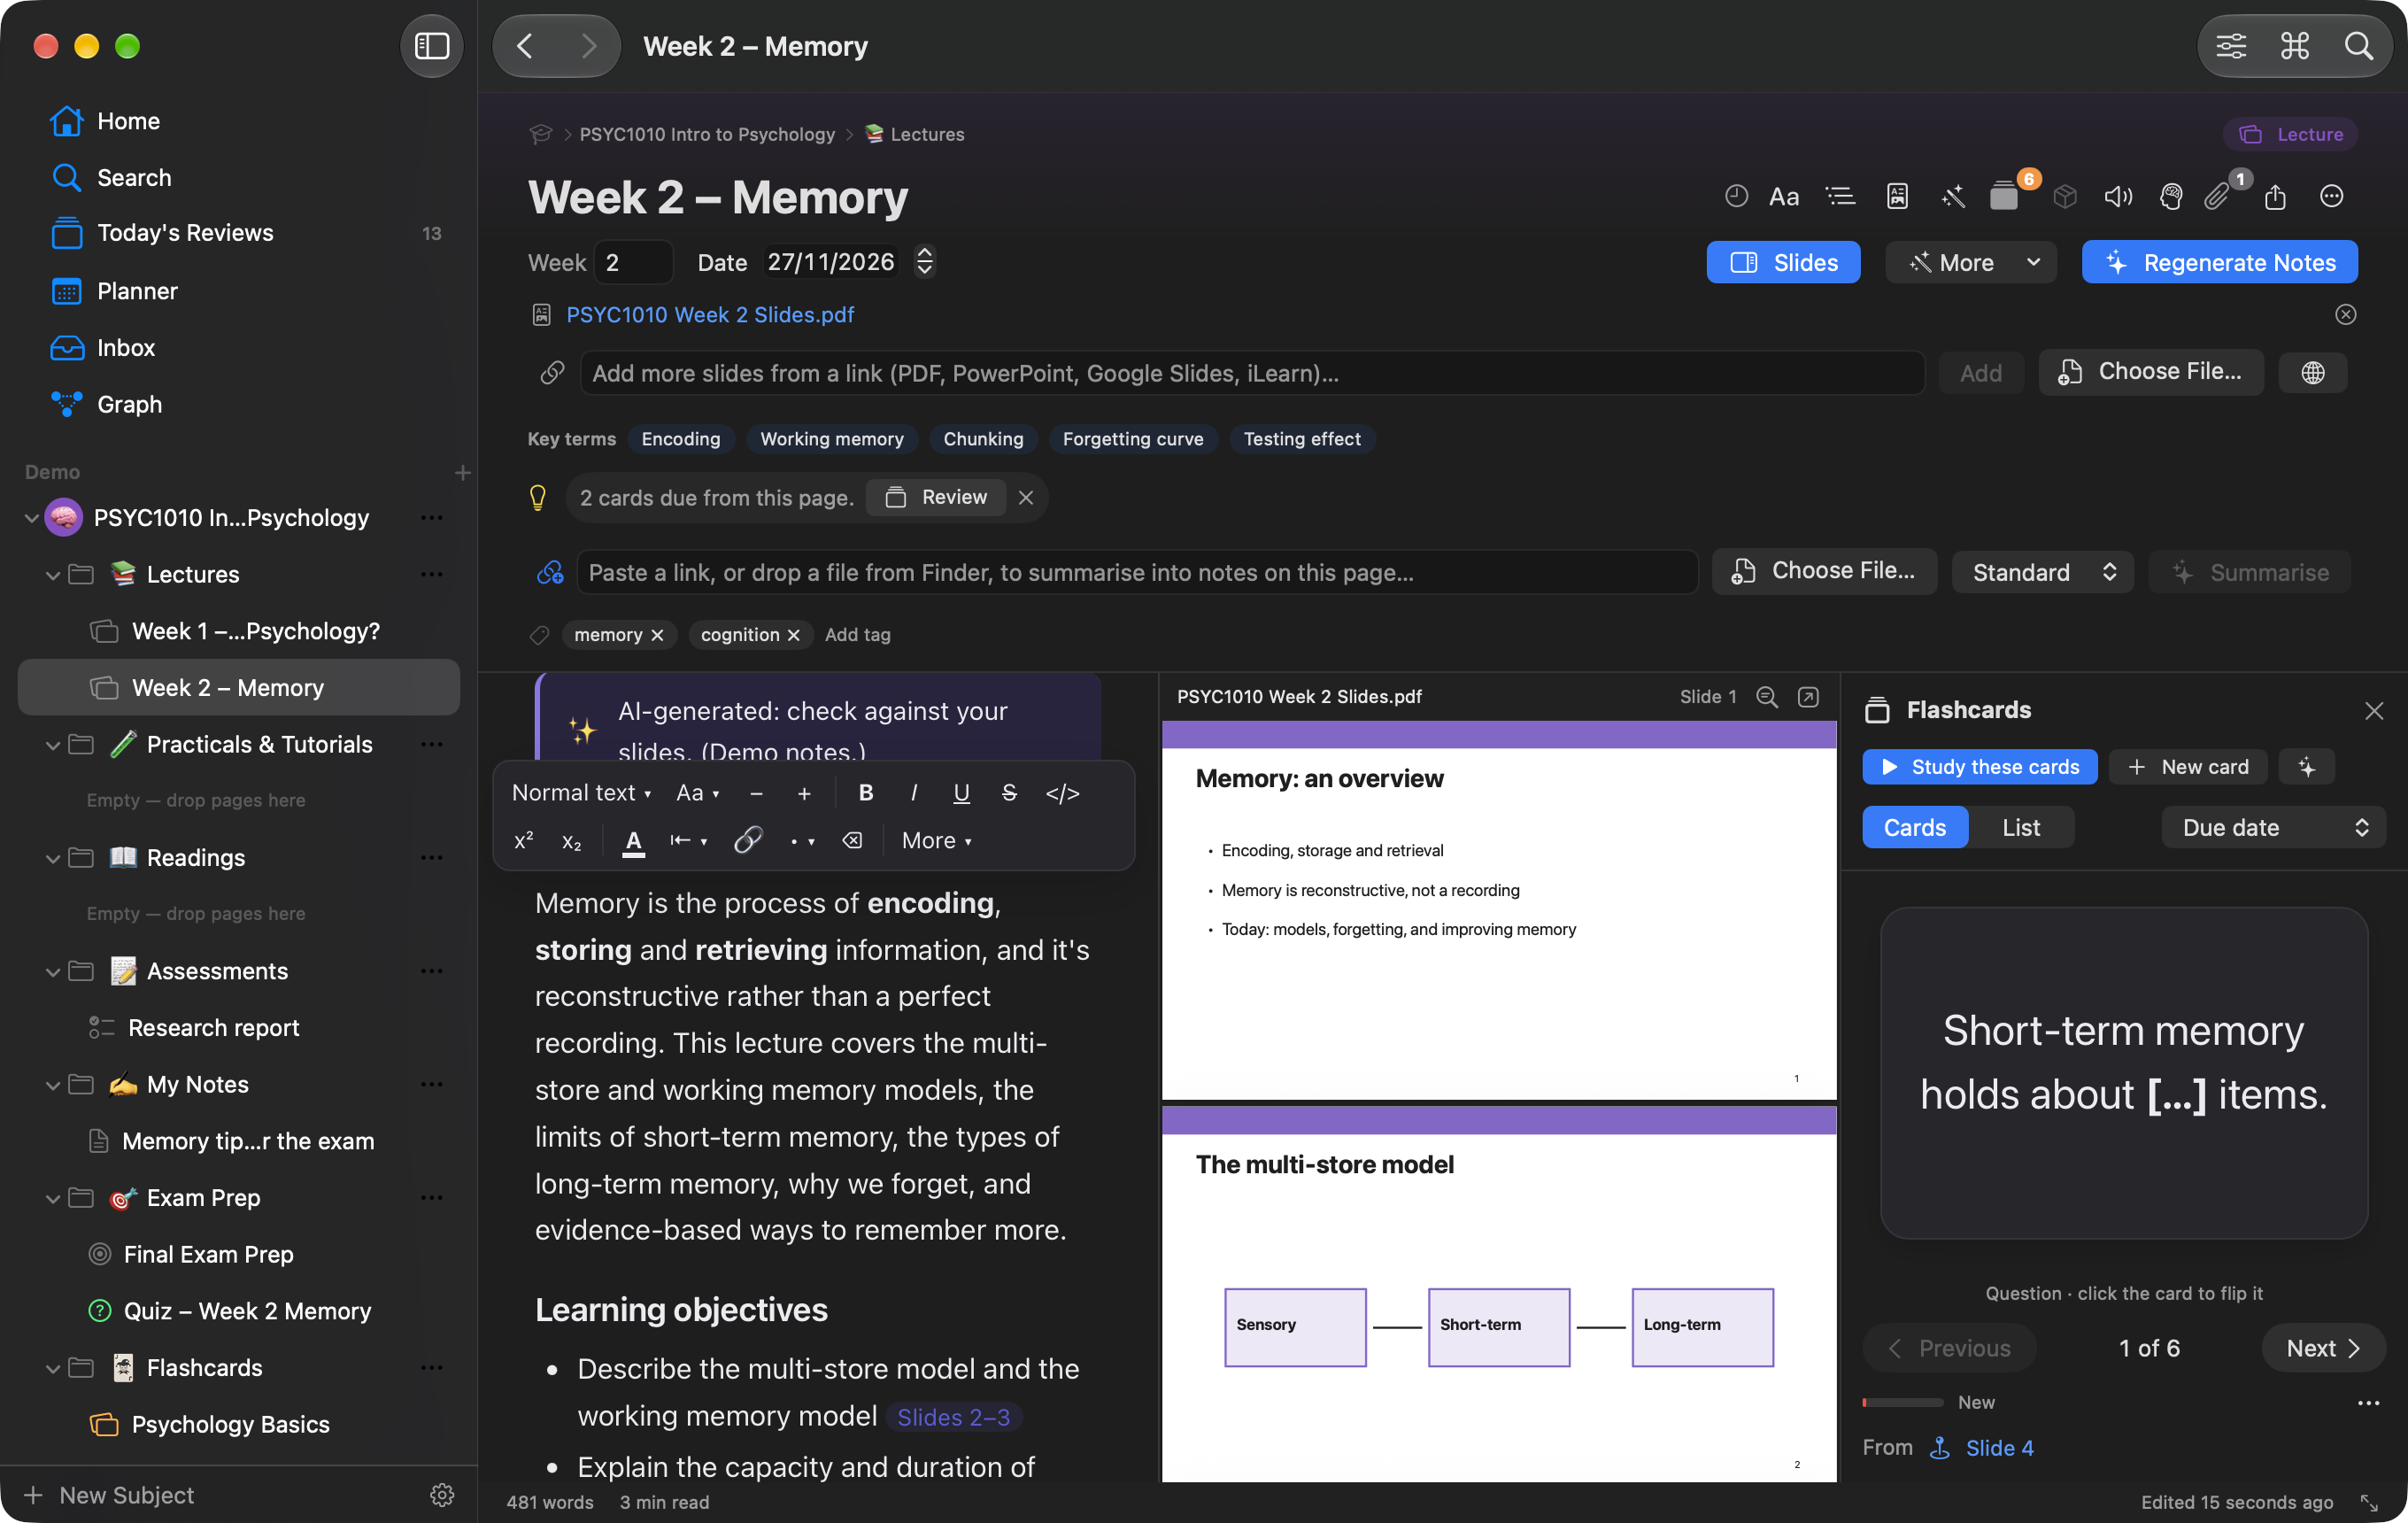 Week 2 – Memory
Home
Search
Today's Reviews 13
Planner
Inbox
Graph
Demo
PSYC1010 In...Psychology
📚 Lectures
Week 1 –...Psychology?
Week 2 – Memory
Practicals & Tutorials
Empty — drop pages here
Readings
Empty — drop pages here
Assessments
Research report
My Notes
Memory tip...r the exam
Exam Prep
Final Exam Prep
Quiz – Week 2 Memory
Flashcards
Psychology Basics
New Subject
PSYC1010 Intro to Psychology > 📚 Lectures
Lecture
Week 2 – Memory
Aa
6
1
Week 2 Date 27/11/2026
Slides More Regenerate Notes
PSYC1010 Week 2 Slides.pdf
Add more slides from a link (PDF, PowerPoint, Google Slides, iLearn)... Add Choose File...
Key terms Encoding Working memory Chunking Forgetting curve Testing effect
2 cards due from this page. Review
Paste a link, or drop a file from Finder, to summarise into notes on this page... Choose File... Standard Summarise
memory cognition Add tag
AI-generated: check against your
slides. (Demo notes.)
Normal text Aa − + B I U S </>
x² x₂ A More
Memory is the process of encoding,
storing and retrieving information, and it's
reconstructive rather than a perfect
recording. This lecture covers the multi-
store and working memory models, the
limits of short-term memory, the types of
long-term memory, why we forget, and
evidence-based ways to remember more.
Learning objectives
• Describe the multi-store model and the
working memory model Slides 2–3
• Explain the capacity and duration of
481 words 3 min read
PSYC1010 Week 2 Slides.pdf Slide 1
Memory: an overview
• Encoding, storage and retrieval
• Memory is reconstructive, not a recording
• Today: models, forgetting, and improving memory
1
The multi-store model
Sensory Short-term Long-term
2
Flashcards
Study these cards New card
Cards List Due date
Short-term memory
holds about [...] items.
Question · click the card to flip it
Previous 1 of 6 Next
New
From Slide 4
Edited 15 seconds ago